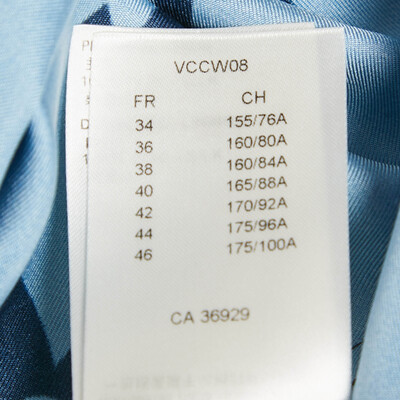 VCCW08
FR CH
34 155/76A
36 160/80A
38 160/84A
40 165/88A
42 170/92A
44 175/96A
46 175/100A
CA 36929